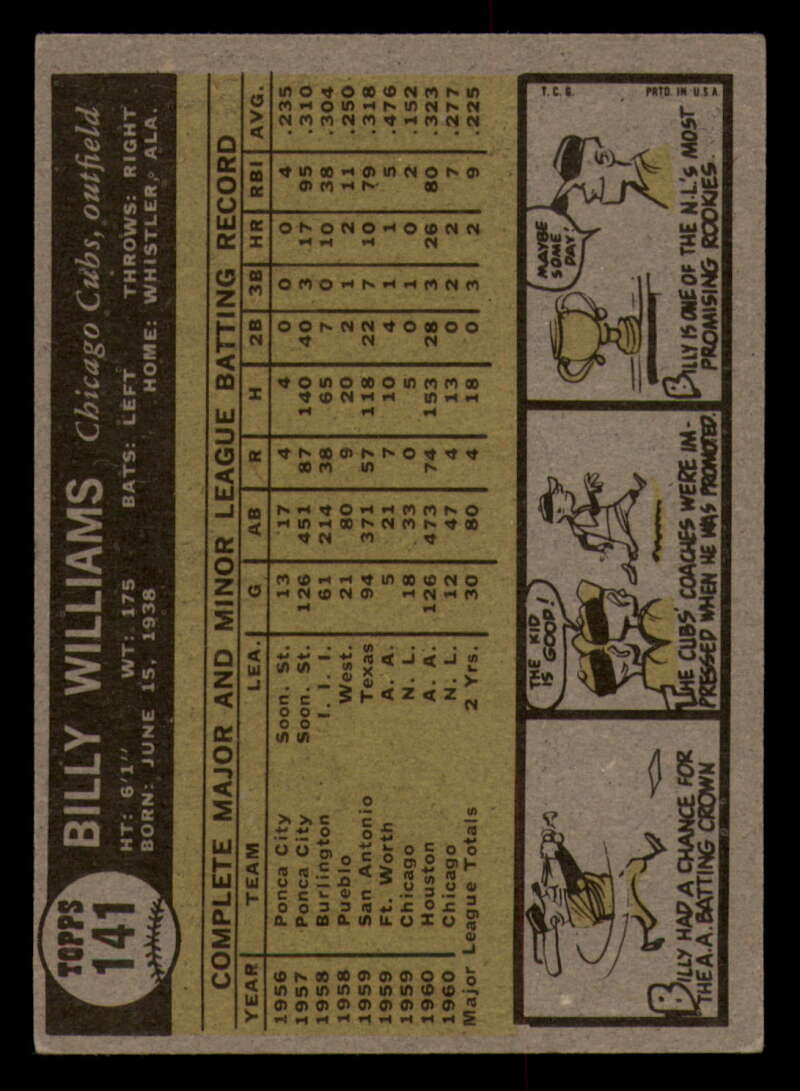 TOPPS
141
BILLY WILLIAMS Chicago Cubs, outfield
HT: 6'1" WT: 175 BATS: LEFT THROWS: RIGHT
BORN: JUNE 15, 1938 HOME: WHISTLER, ALA.
COMPLETE MAJOR AND MINOR LEAGUE BATTING RECORD
YEAR TEAM LEA. G AB R H 2B 3B HR RBI AVG.
1956 Ponca City Soon. St. 13 17 4 4 0 0 0 4 .235
1957 Ponca City Soon. St. 126 451 87 140 40 3 17 95 .310
1958 Burlington I. I. I. 61 214 38 65 7 0 10 38 .304
1958 Pueblo West. 21 80 9 20 2 1 2 11 .250
1959 San Antonio Texas 94 371 57 118 22 7 10 79 .318
1959 Ft. Worth A. A. 5 21 7 10 4 1 1 5 .476
1959 Chicago N. L. 18 33 0 5 0 1 0 2 .152
1960 Houston A. A. 126 473 74 153 28 3 26 80 .323
1960 Chicago N. L. 12 47 4 13 0 2 2 7 .277
Major League Totals 2 Yrs. 30 80 4 18 0 3 2 9 .225
BILLY HAD A CHANCE FOR
THE A.A. BATTING CROWN
THE KID
IS GOOD!
THE CUBS' COACHES WERE IM-
PRESSED WHEN HE WAS PROMOTED.
MAYBE
SOME
DAY!
T.C.G. PRTD. IN U.S.A.
BILLY IS ONE OF THE N.L.'S MOST
PROMISING ROOKIES.